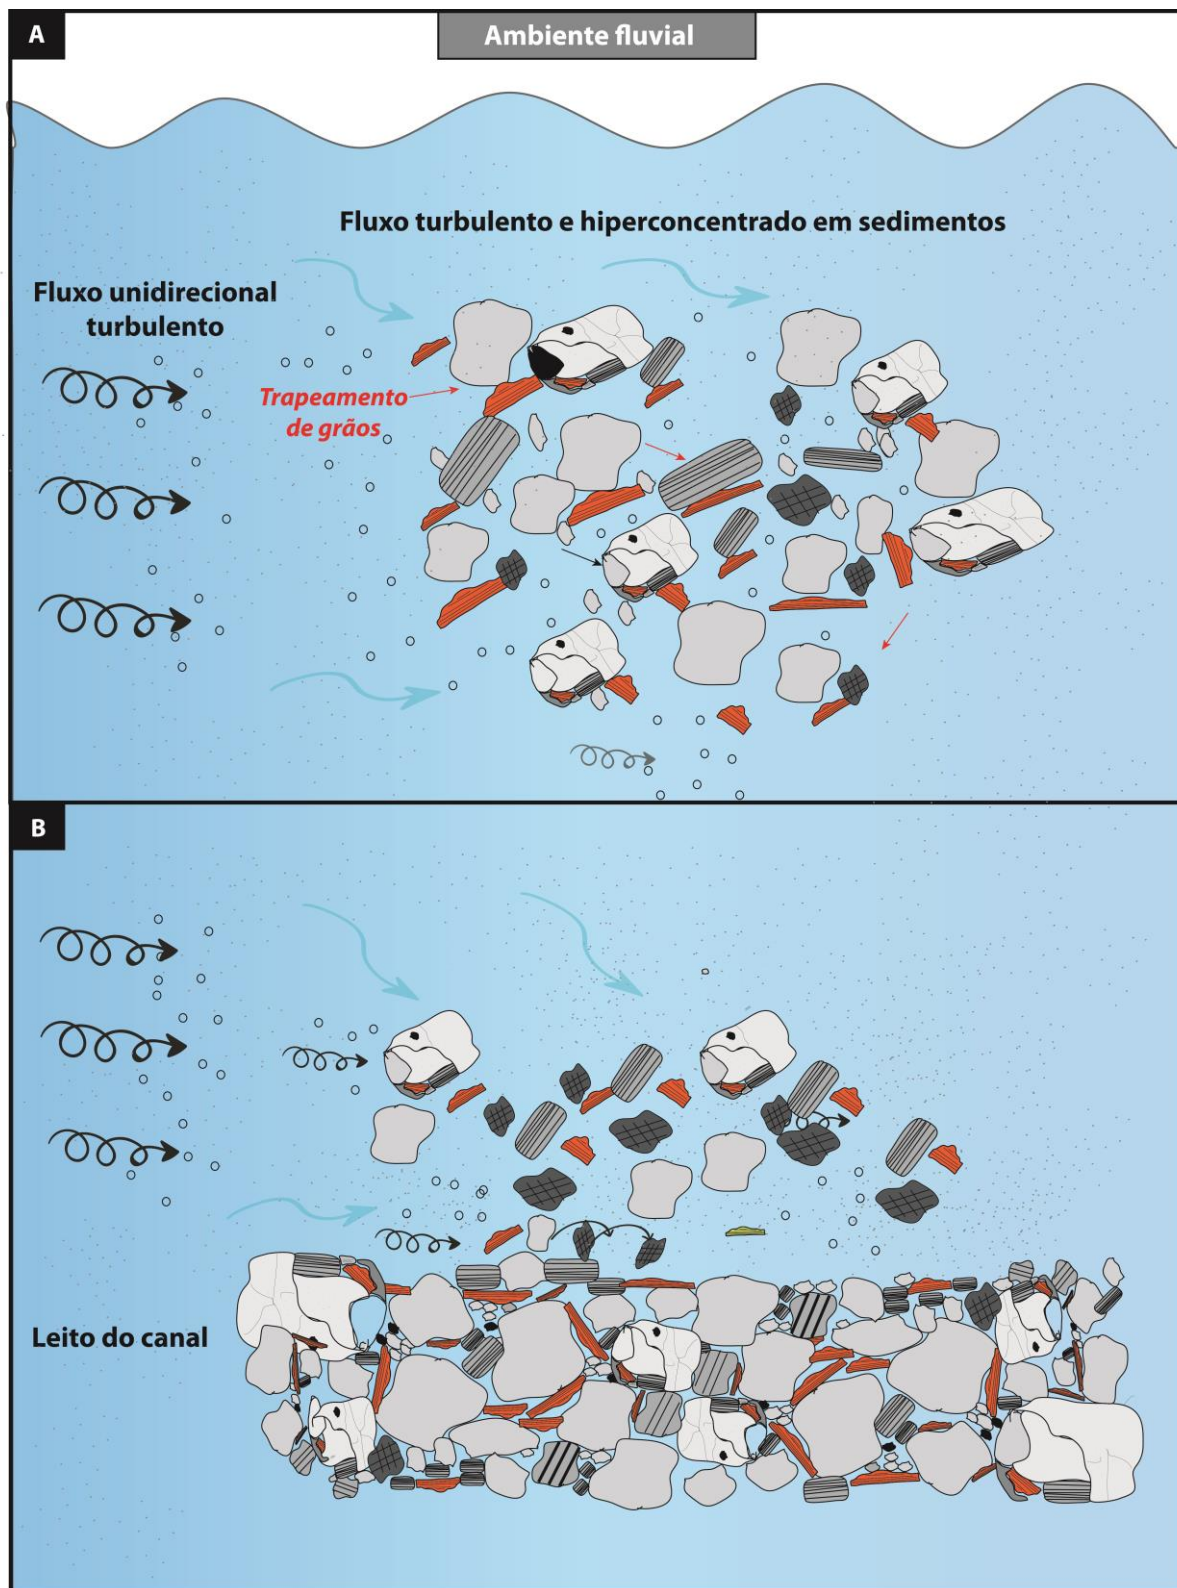 A
Ambiente fluvial
Fluxo turbulento e hiperconcentrado em sedimentos
Fluxo unidirecional
turbulento
Trapeamento
de grãos
B
Leito do canal